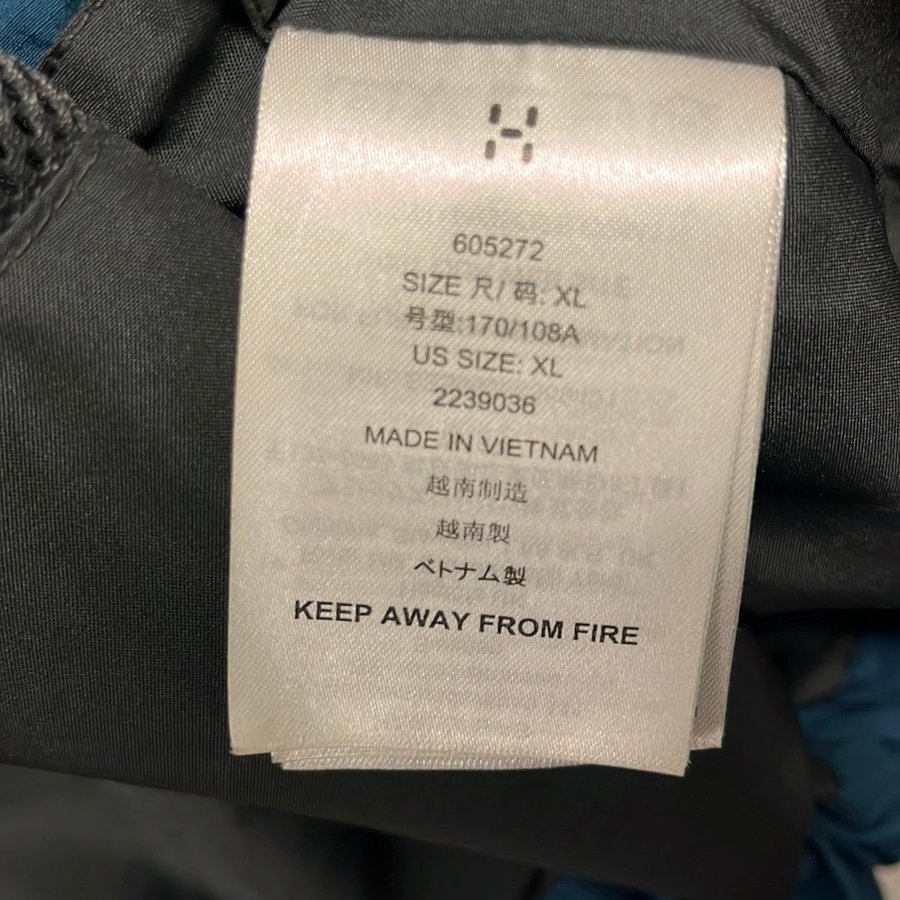 605272
SIZE 尺/ 码: XL
号型:170/108A
US SIZE: XL
2239036
MADE IN VIETNAM
越南制造
越南製
ベトナム製
KEEP AWAY FROM FIRE